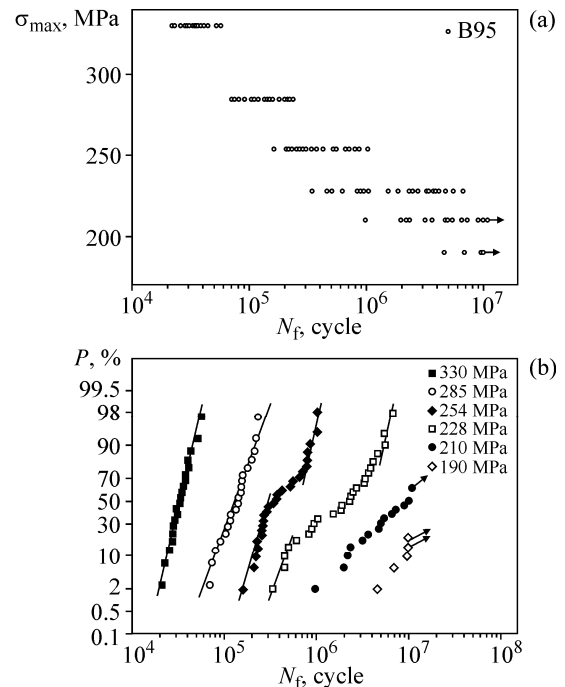 σmax, MPa
(a)
B95
300
250
200
10^4
10^5
10^6
10^7
Nf, cycle
P, %
(b)
99.5
98
90
70
50
30
10
2
0.5
0.1
330 MPa
285 MPa
254 MPa
228 MPa
210 MPa
190 MPa
10^4
10^5
10^6
10^7
10^8
Nf, cycle